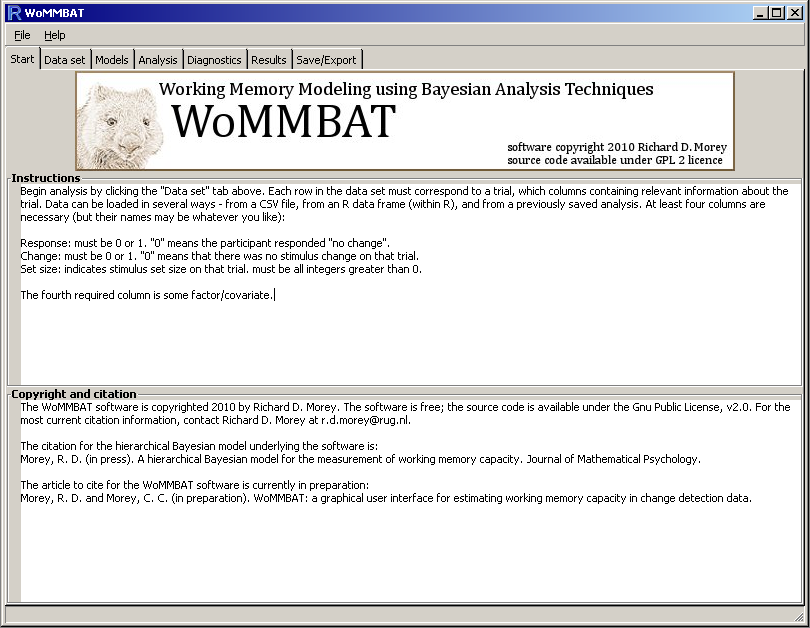 WoMMBAT
File Help
Start Data set Models Analysis Diagnostics Results Save/Export
Working Memory Modeling using Bayesian Analysis Techniques
WoMMBAT
software copyright 2010 Richard D. Morey
source code available under GPL 2 licence
Instructions
Begin analysis by clicking the "Data set" tab above. Each row in the data set must correspond to a trial, which columns containing relevant information about the
trial. Data can be loaded in several ways - from a CSV file, from an R data frame (within R), and from a previously saved analysis. At least four columns are
necessary (but their names may be whatever you like):
Response: must be 0 or 1. "0" means the participant responded "no change".
Change: must be 0 or 1. "0" means that there was no stimulus change on that trial.
Set size: indicates stimulus set size on that trial. must be all integers greater than 0.
The fourth required column is some factor/covariate.
Copyright and citation
The WoMMBAT software is copyrighted 2010 by Richard D. Morey. The software is free; the source code is available under the Gnu Public License, v2.0. For the
most current citation information, contact Richard D. Morey at r.d.morey@rug.nl.
The citation for the hierarchical Bayesian model underlying the software is:
Morey, R. D. (in press). A hierarchical Bayesian model for the measurement of working memory capacity. Journal of Mathematical Psychology.
The article to cite for the WoMMBAT software is currently in preparation:
Morey, R. D. and Morey, C. C. (in preparation). WoMMBAT: a graphical user interface for estimating working memory capacity in change detection data.